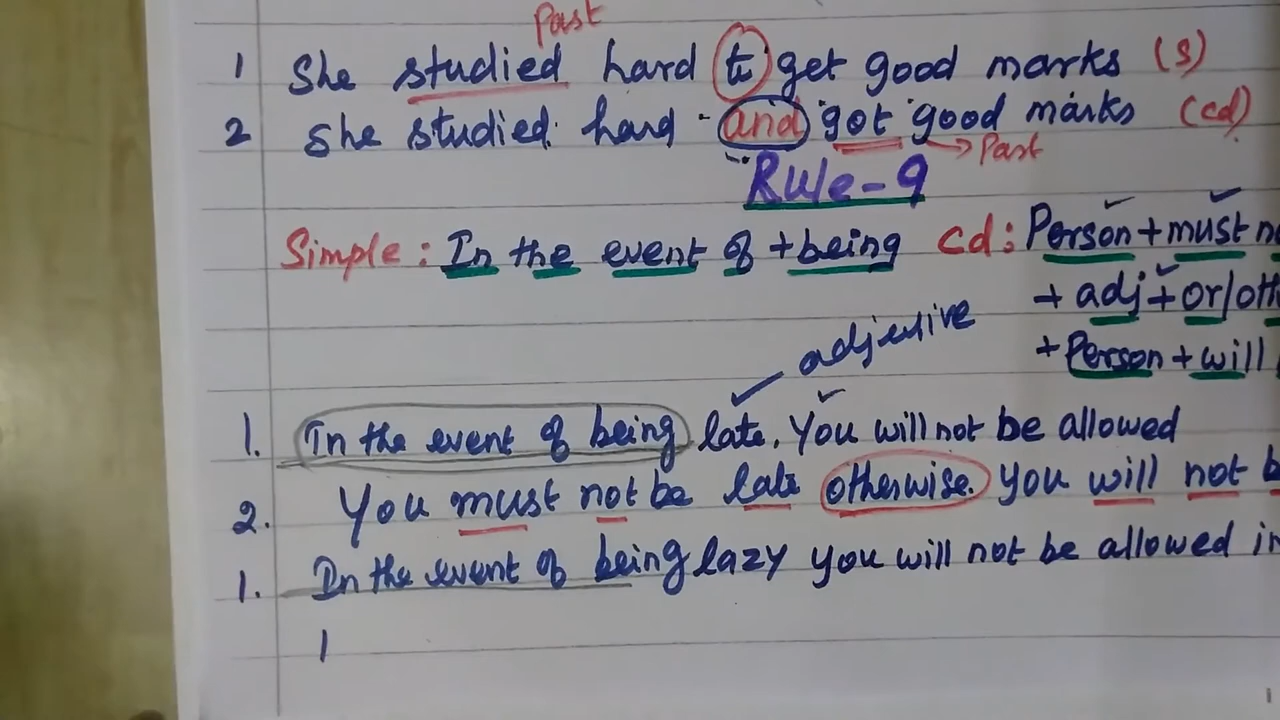 Past
1 She studied hard to get good marks (S)
2 She studied hard and got good marks (cd)
→ Past
Rule-9
Simple: In the event of + being cd: Person + must
+ adj + or/
+ Person + will
adjective
1. In the event of being late, You will not be allowed
2. You must not be late otherwise. you will not
1. In the event of being lazy you will not be allowed